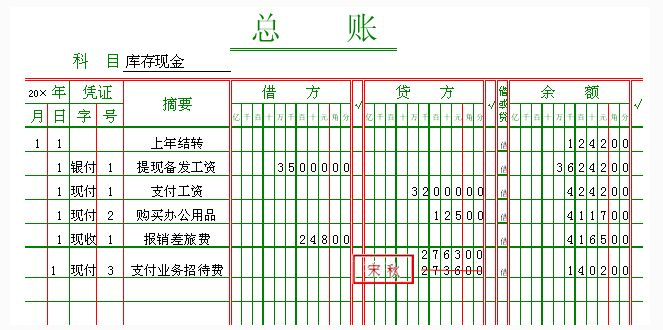 总 账
科 目 库存现金
20× 年 凭证 摘要 借 方 √ 贷 方 √ 借或贷 余 额 √
月 日 字 号 亿 千 百 十 万 千 百 十 元 角 分 亿 千 百 十 万 千 百 十 元 角 分 亿 千 百 十 万 千 百 十 元 角 分
1 1 上年结转 124200
1 银付 1 提现备发工资 3500000 借 3624200
1 现付 1 支付工资 3200000 借 424200
1 现付 2 购买办公用品 12500 借 411700
1 现收 1 报销差旅费 24800 借 416500
276300
1 现付 3 支付业务招待费 宋秋 273600 借 140200